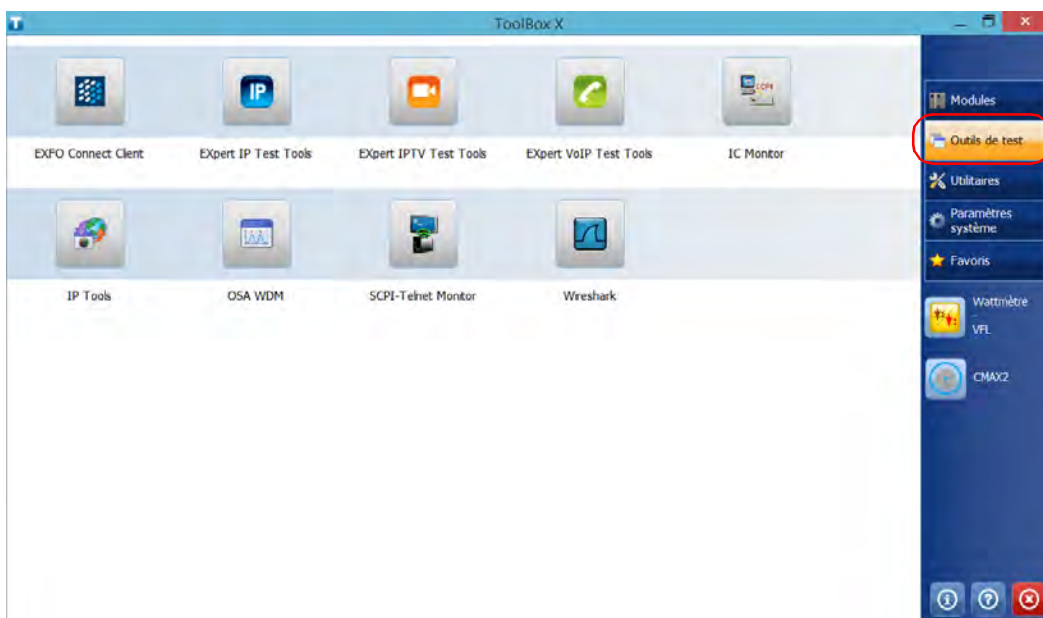 ToolBox X
EXFO Connect Client
EXpert IP Test Tools
EXpert IPTV Test Tools
EXpert VoIP Test Tools
IC Monitor
IP Tools
OSA WDM
SCPI-Telnet Monitor
Wireshark
Modules
Outils de test
Utilitaires
Paramètres
système
Favoris
Wattmètre
-
VFL
CMAX2